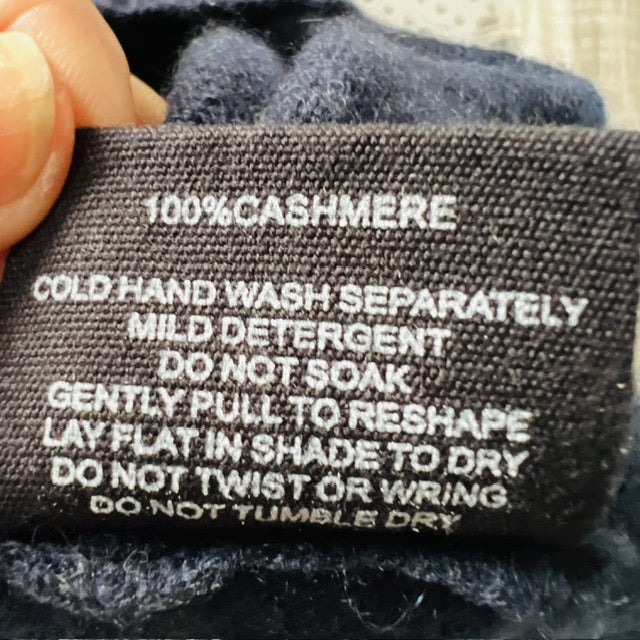 100%CASHMERE
COLD HAND WASH SEPARATELY
MILD DETERGENT
DO NOT SOAK
GENTLY PULL TO RESHAPE
LAY FLAT IN SHADE TO DRY
DO NOT TWIST OR WRING
DO NOT TUMBLE DRY